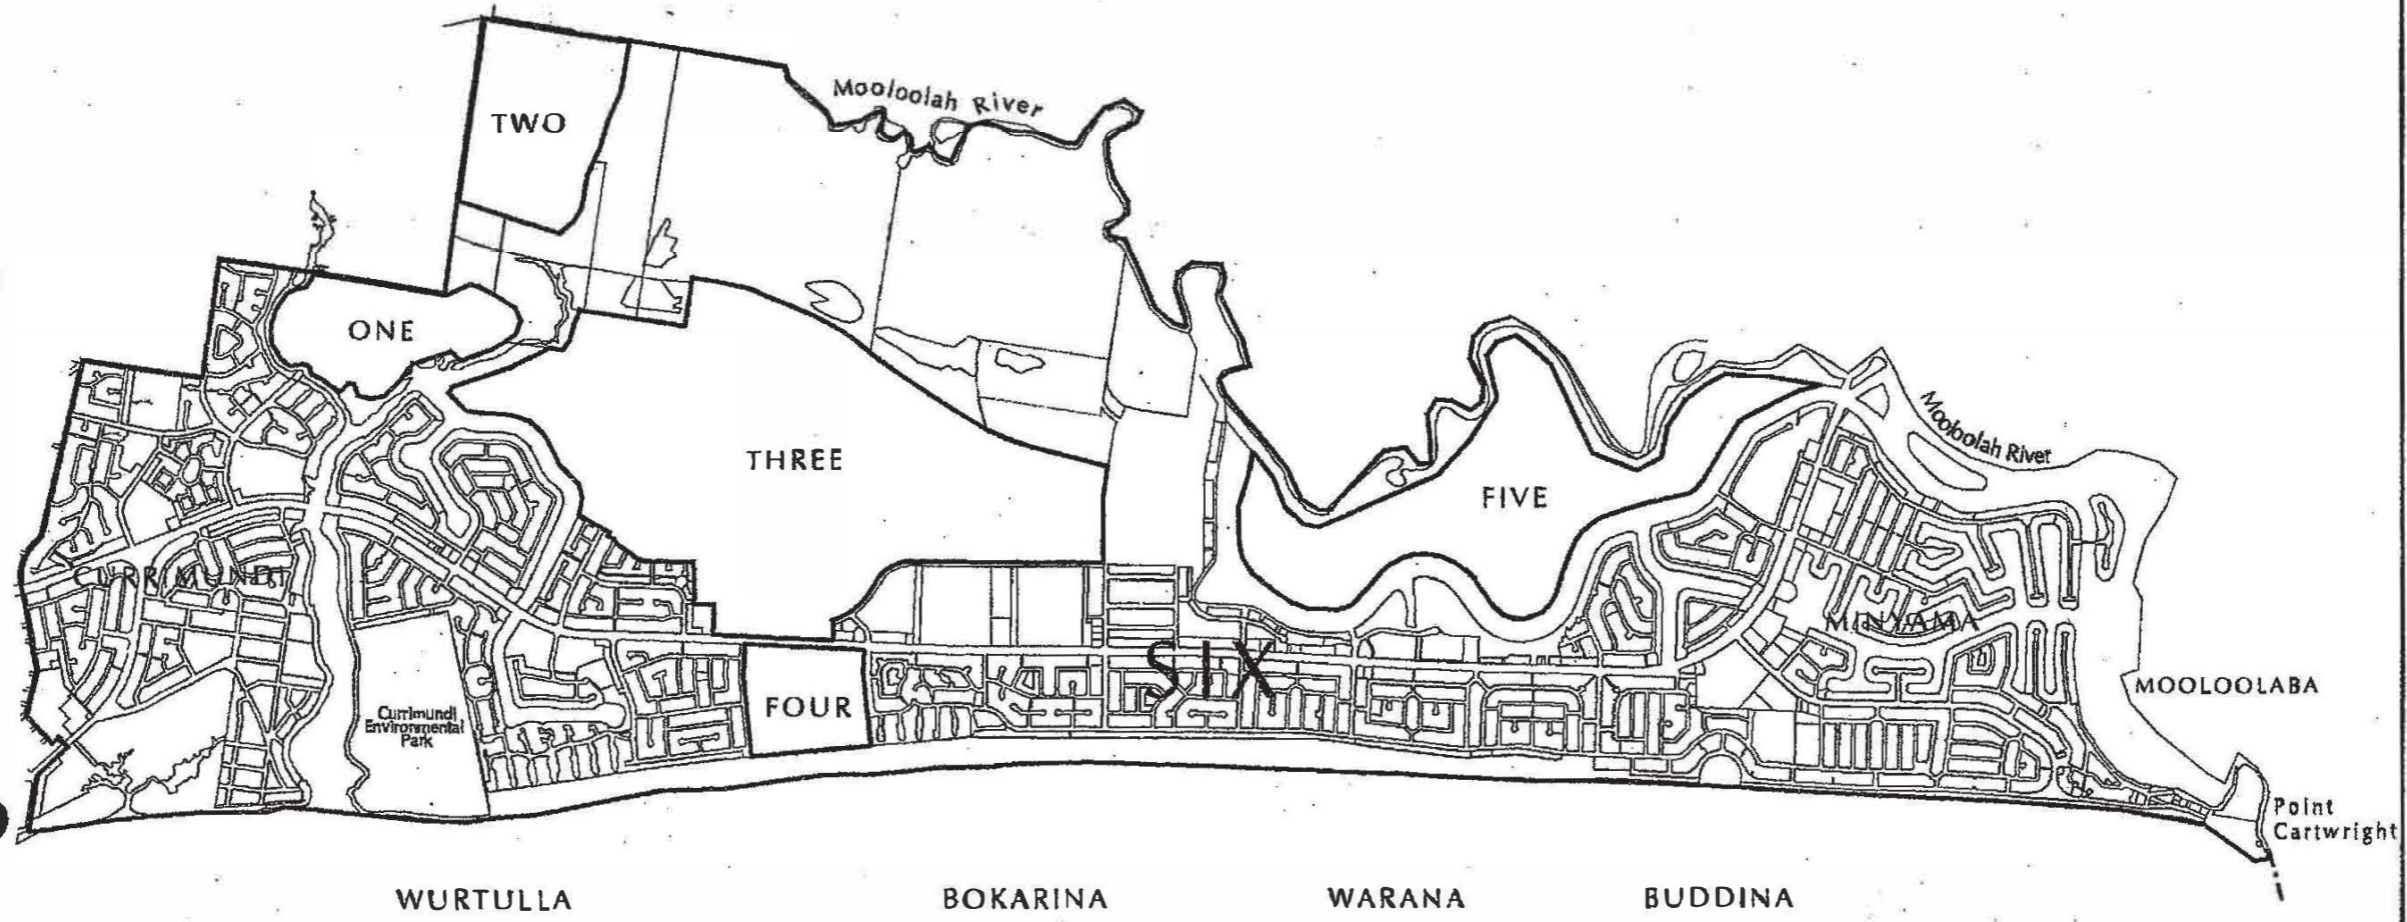 Mooloolah River
TWO
ONE
THREE
FIVE
Mooloolah River
CURRIMUNDI
MINYAMA
SIX
MOOLOOLABA
FOUR
Currimundi
Environmental
Park
Point
Cartwright
WURTULLA
BOKARINA
WARANA
BUDDINA